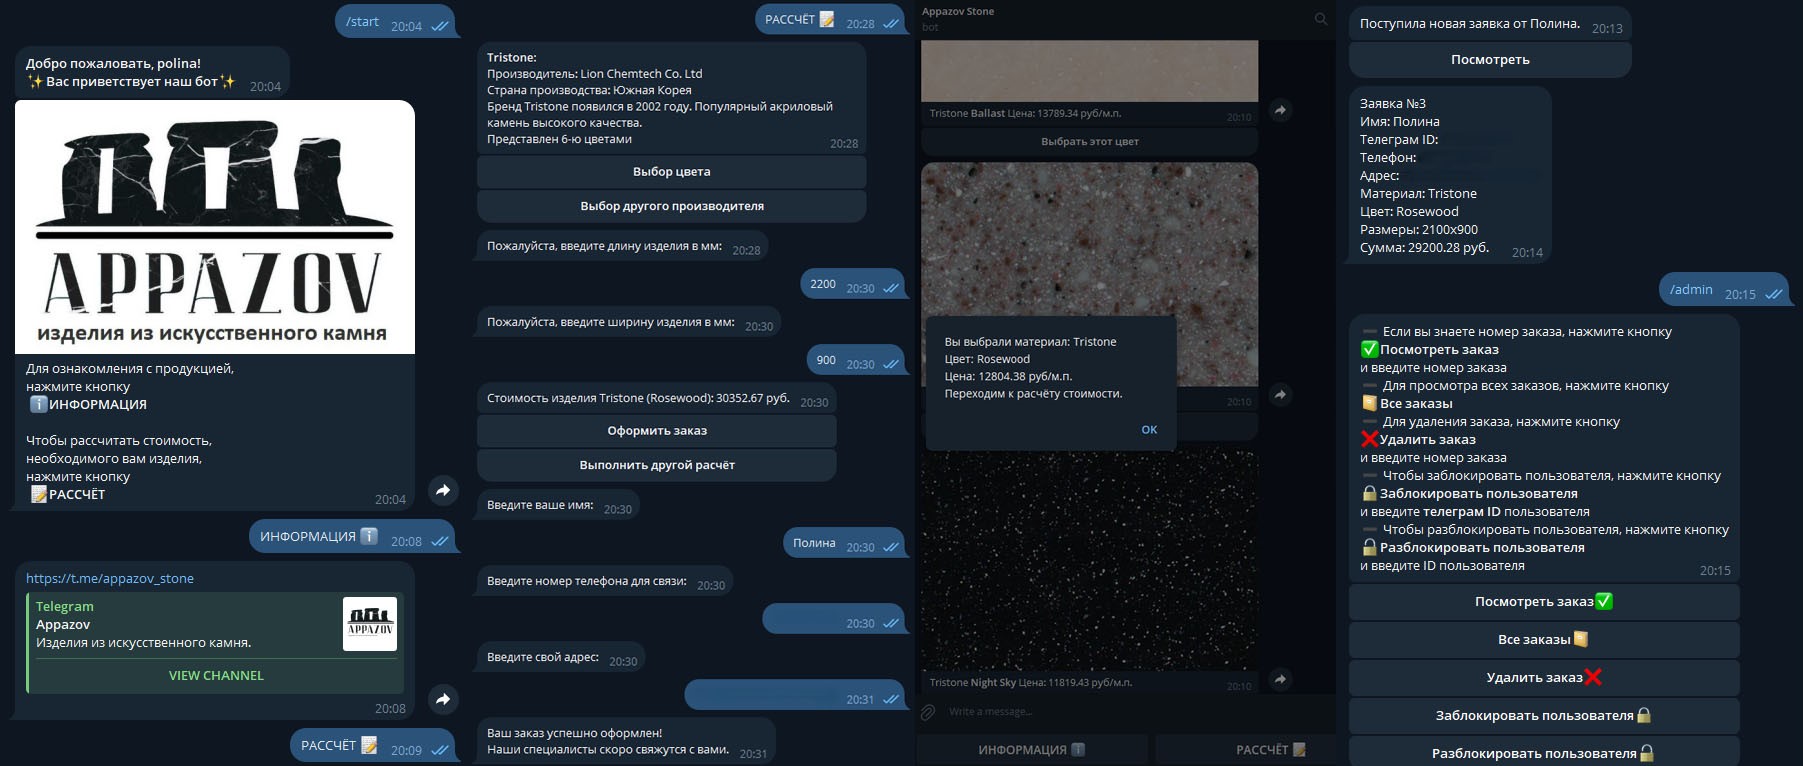 /start
20:04
Добро пожаловать, polina!
✨Вас приветствует наш бот✨
20:04
APPAZOV
изделия из искусственного камня
Для ознакомления с продукцией,
нажмите кнопку
ℹ️ИНФОРМАЦИЯ
Чтобы рассчитать стоимость,
необходимого вам изделия,
нажмите кнопку
📝РАССЧЁТ
20:04
ИНФОРМАЦИЯ ℹ️
20:08
https://t.me/appazov_stone
Telegram
Appazov
Изделия из искусственного камня.
APPAZOV
VIEW CHANNEL
20:08
РАССЧЁТ 📝
20:09
РАССЧЁТ 📝
20:28
Tristone:
Производитель: Lion Chemtech Co. Ltd
Страна производства: Южная Корея
Бренд Tristone появился в 2002 году. Популярный акриловый
камень высокого качества.
Представлен 6-ю цветами
20:28
Выбор цвета
Выбор другого производителя
Пожалуйста, введите длину изделия в мм:
20:28
2200
20:30
Пожалуйста, введите ширину изделия в мм:
20:30
900
20:30
Стоимость изделия Tristone (Rosewood): 30352.67 руб.
20:30
Оформить заказ
Выполнить другой расчёт
Введите ваше имя:
20:30
Полина
20:30
Введите номер телефона для связи:
20:30
20:30
Введите свой адрес:
20:30
20:31
Ваш заказ успешно оформлен!
Наши специалисты скоро свяжутся с вами.
20:31
Appazov Stone
bot
Tristone Ballast Цена: 13789.34 руб/м.п.
20:10
Выбрать этот цвет
20:10
Вы выбрали материал: Tristone
Цвет: Rosewood
Цена: 12804.38 руб/м.п.
Переходим к расчёту стоимости.
OK
Tristone Night Sky Цена: 11819.43 руб/м.п.
20:10
Write a message...
ИНФОРМАЦИЯ ℹ️
РАССЧЁТ 📝
Поступила новая заявка от Полина.
20:13
Посмотреть
Заявка №3
Имя: Полина
Телеграм ID:
Телефон:
Адрес:
Материал: Tristone
Цвет: Rosewood
Размеры: 2100x900
Сумма: 29200.28 руб.
20:14
/admin
20:15
➖ Если вы знаете номер заказа, нажмите кнопку
✅Посмотреть заказ
и введите номер заказа
➖ Для просмотра всех заказов, нажмите кнопку
📔Все заказы
➖ Для удаления заказа, нажмите кнопку
❌Удалить заказ
и введите номер заказа
➖ Чтобы заблокировать пользователя, нажмите кнопку
🔒Заблокировать пользователя
и введите телеграм ID пользователя
➖ Чтобы разблокировать пользователя, нажмите кнопку
🔓Разблокировать пользователя
и введите ID пользователя
20:15
Посмотреть заказ✅
Все заказы📔
Удалить заказ❌
Заблокировать пользователя🔒
Разблокировать пользователя🔓